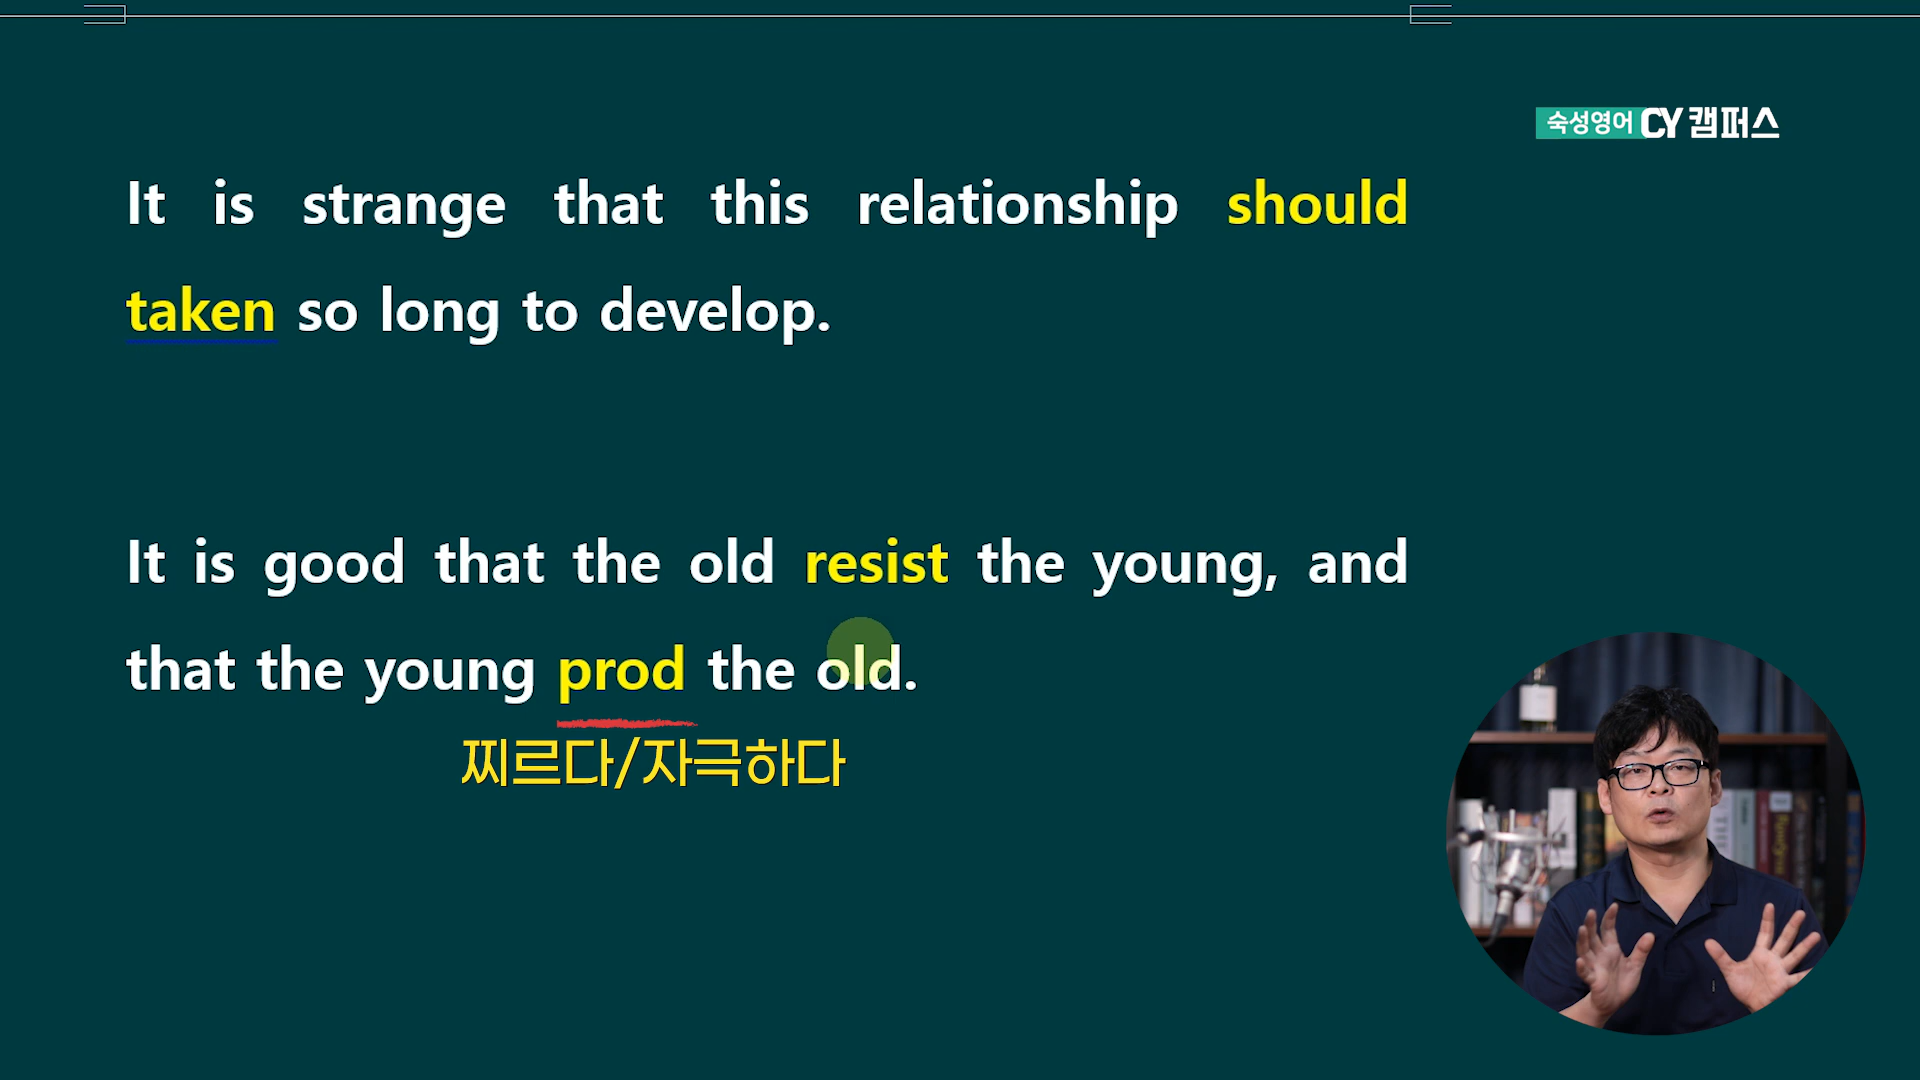 숙성영어 CY캠퍼스
It is strange that this relationship should
taken so long to develop.
It is good that the old resist the young, and
that the young prod the old.
찌르다/자극하다